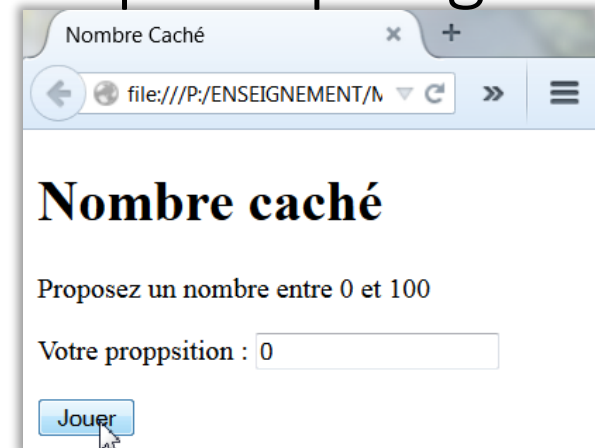 Nombre Caché
file:///P:/ENSEIGNEMENT/
Nombre caché
Proposez un nombre entre 0 et 100
Votre proppsition : 0
Jouer